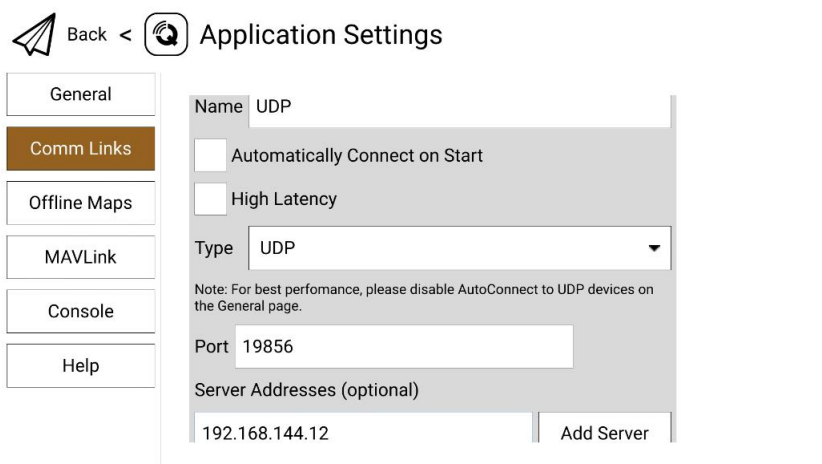 Back < Application Settings
General
Comm Links
Offline Maps
MAVLink
Console
Help
Name UDP
Automatically Connect on Start
High Latency
Type UDP
Note: For best perfomance, please disable AutoConnect to UDP devices on
the General page.
Port 19856
Server Addresses (optional)
192.168.144.12 Add Server